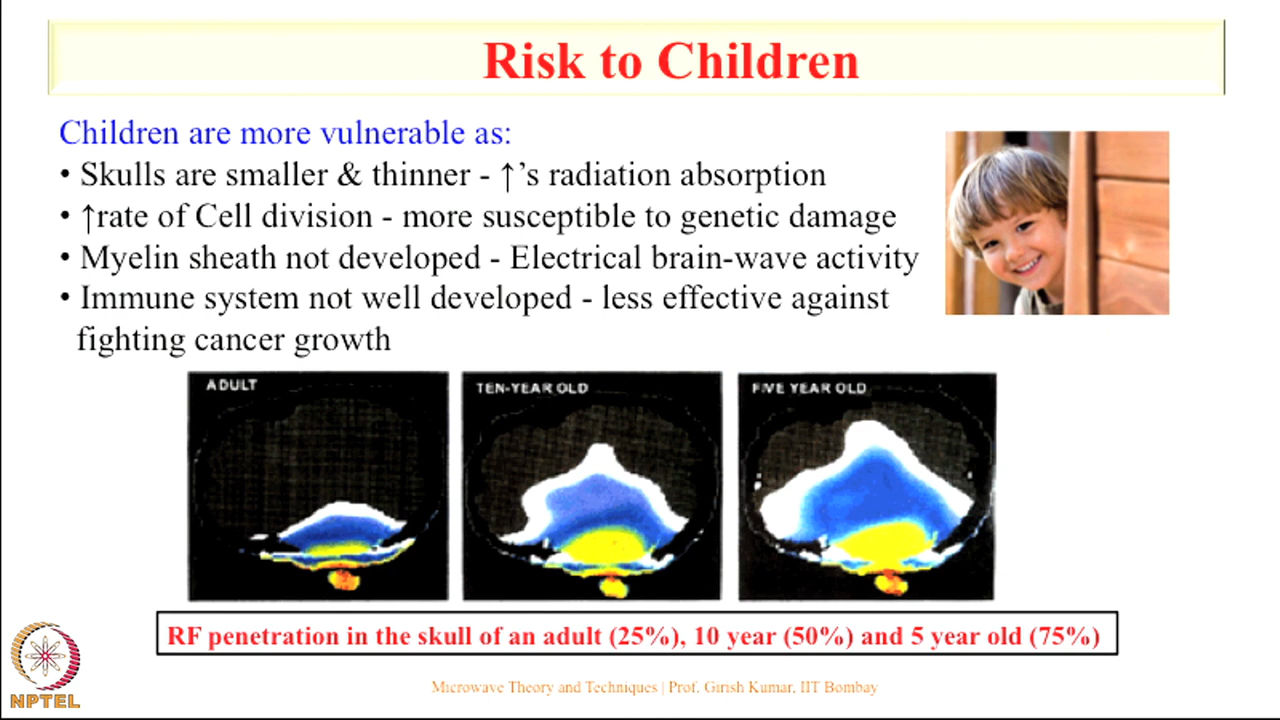 Risk to Children
Children are more vulnerable as:
• Skulls are smaller & thinner - ↑'s radiation absorption
• ↑rate of Cell division - more susceptible to genetic damage
• Myelin sheath not developed - Electrical brain-wave activity
• Immune system not well developed - less effective against
fighting cancer growth
ADULT
TEN-YEAR OLD
FIVE YEAR OLD
RF penetration in the skull of an adult (25%), 10 year (50%) and 5 year old (75%)
NPTEL
Microwave Theory and Techniques | Prof. Girish Kumar, IIT Bombay